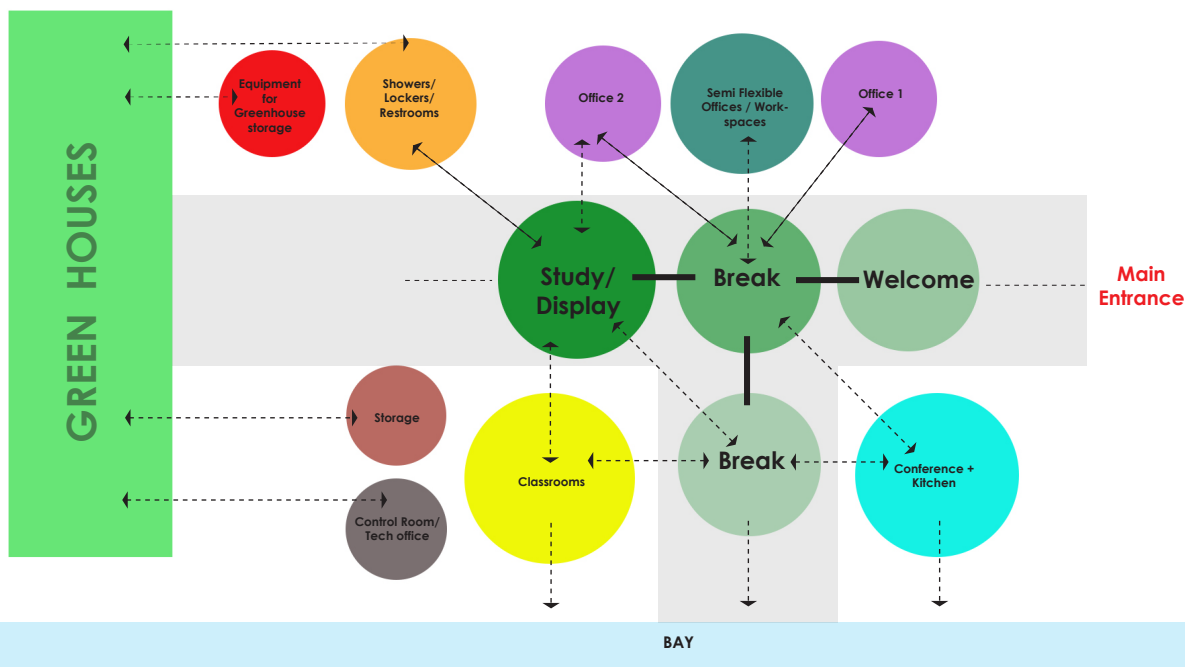 GREEN HOUSES
Equipment
for
Greenhouse
storage
Showers/
Lockers/
Restrooms
Office 2
Semi Flexible
Offices / Work-
spaces
Office 1
Study/
Display
Break
Welcome
Main
Entrance
Storage
Control Room/
Tech office
Classrooms
Break
Conference +
Kitchen
BAY